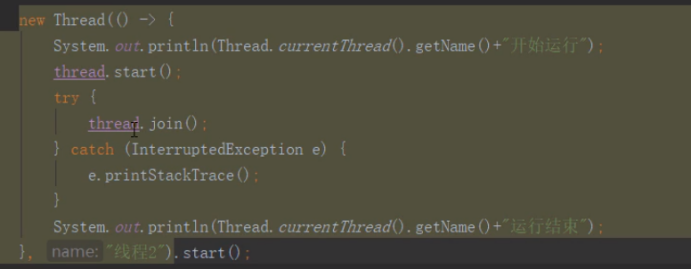 new Thread(() -> {
    System.out.println(Thread.currentThread().getName()+"开始运行");
    thread.start();
    try {
        thread.join();
    } catch (InterruptedException e) {
        e.printStackTrace();
    }
    System.out.println(Thread.currentThread().getName()+"运行结束");
}, name: "线程2").start();